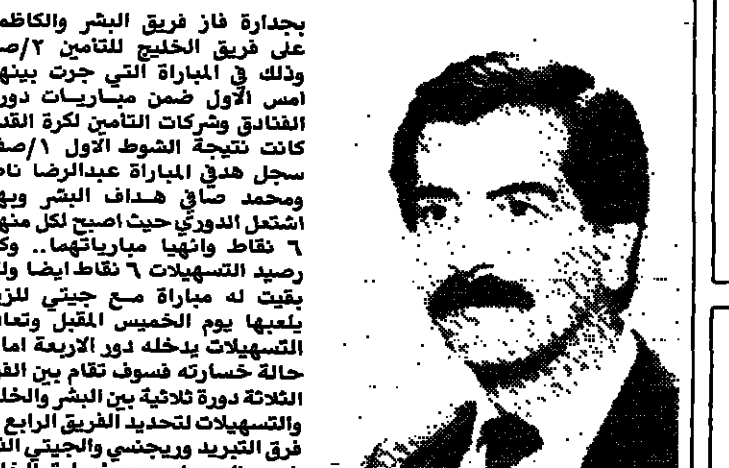 بجدارة فاز فريق البشر والكاظم
على فريق الخليج للتأمين ٢/ص
وذلك في المباراة التي جرت بينه
امس الاول ضمن مباريات دور
الفنادق وشركات التأمين لكرة القد
كانت نتيجة الشوط الاول ١/صف
سجل هدفي المباراة عبدالرضا ناص
ومحمد صافي هداف البشر وبه
اشتعل الدوري حيث اصبح لكل منه
٦ نقاط وانهيا مبارياتهما.. وك
رصيد التسهيلات ٦ نقاط ايضا ول
بقيت له مباراة مع جيتي للز
يلعبها يوم الخميس المقبل وتعا
التسهيلات يدخله دور الاربعة اما
حالة خسارته فسوف تقام بين الف
الثلاثة دورة ثلاثية بين البشر والخل
والتسهيلات لتحديد الفريق الرابع
فرق التبريد وريجنسي والجيتي الذ